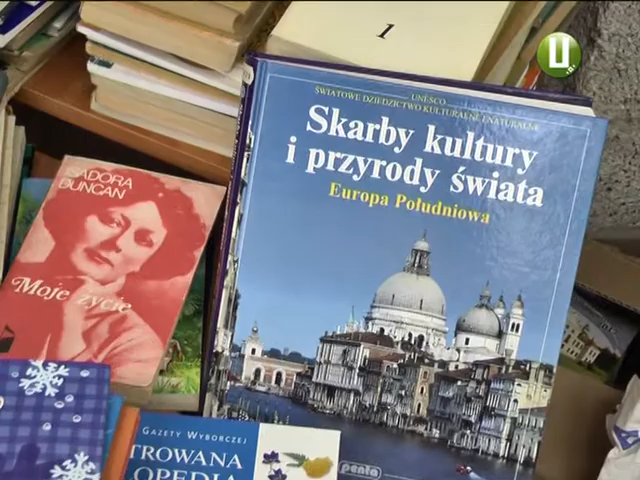 1
Ц
UNESCO
ŚWIATOWE DZIEDZICTWO KULTURALNE I NATURALNE
Skarby kultury
i przyrody świata
Europa Południowa
penta
ISADORA
DUNCAN
Moje życie
GAZETY WYBORCZEJ
TROWANA
OPEDIA